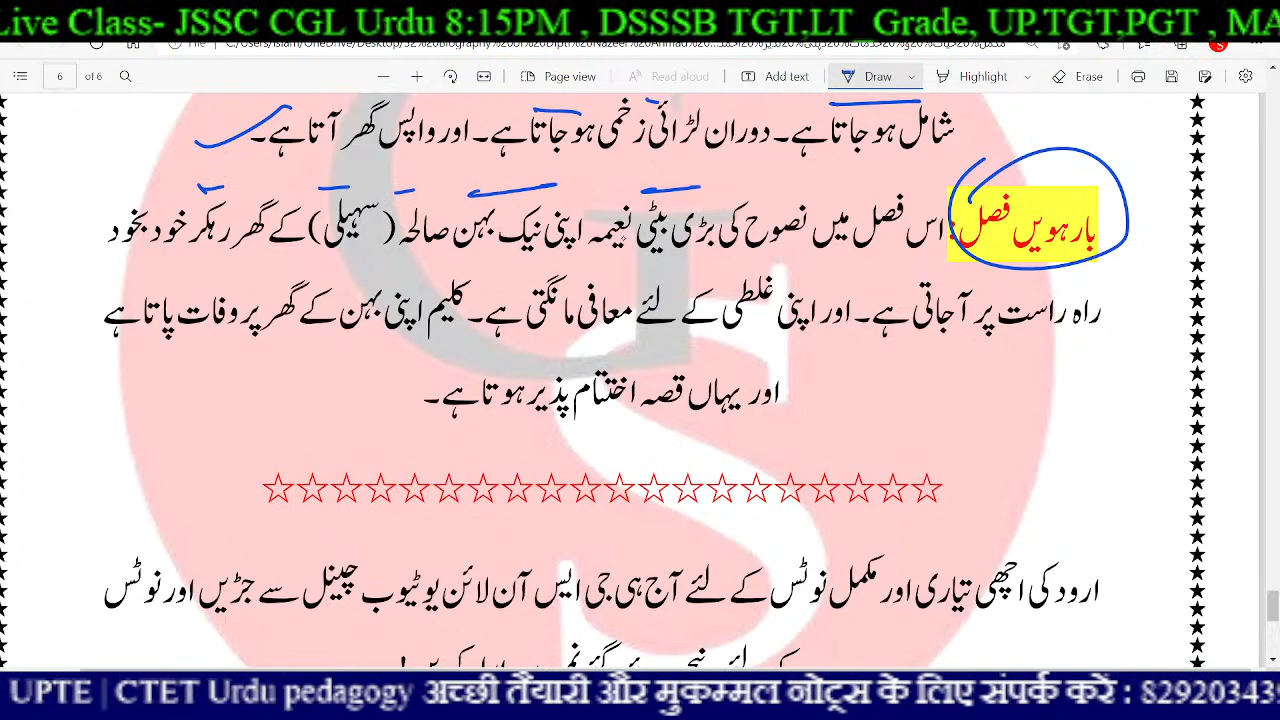 Live Class- JSSC CGL Urdu 8:15PM , DSSSB TGT,LT_Grade, UP.TGT,PGT , MA
6 of 6
Page view
Read aloud
Add text
Draw
Highlight
Erase
شامل ہو جاتا ہے۔ دوران لڑائی زخمی ہو جاتا ہے۔ اور واپس گھر آتا ہے۔
بارہویں فصل: اس فصل میں نصوح کی بڑی بیٹی نعیمہ اپنی نیک بہن صالحہ (سہیلی) کے گھر رہکر خود بخود
راہ راست پر آ جاتی ہے۔ اور اپنی غلطی کے لئے معافی مانگتی ہے۔ کلیم اپنی بہن کے گھر پر وفات پاتا ہے
اور یہاں قصہ اختتام پذیر ہوتا ہے۔
☆☆☆☆☆☆☆☆☆☆☆☆☆☆☆☆☆☆☆☆
ارود کی اچھی تیاری اور مکمل نوٹس کے لئے آج ہی جی ایس آن لائن یوٹیوب چینل سے جڑیں اور نوٹس
UPTE | CTET Urdu pedagogy अच्छी तैयारी और मुकम्मल नोट्स के लिए संपर्क करें : 82920343